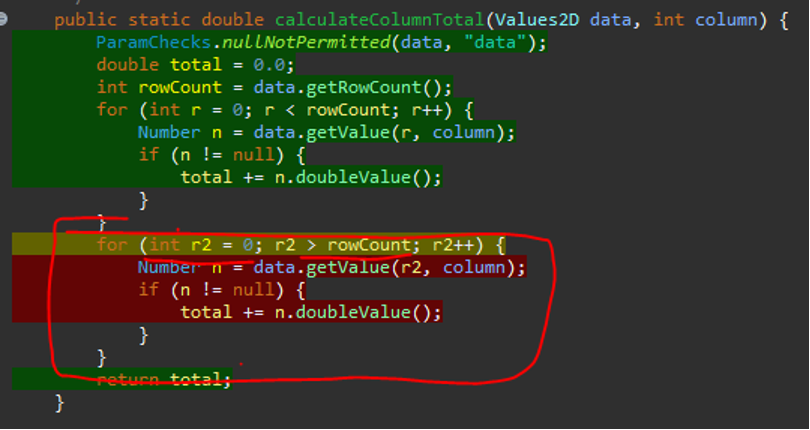 public static double calculateColumnTotal(Values2D data, int column) {
ParamChecks.nullNotPermitted(data, "data");
double total = 0.0;
int rowCount = data.getRowCount();
for (int r = 0; r < rowCount; r++) {
Number n = data.getValue(r, column);
if (n != null) {
total += n.doubleValue();
}
}
for (int r2 = 0; r2 > rowCount; r2++) {
Number n = data.getValue(r2, column);
if (n != null) {
total += n.doubleValue();
}
}
return total;
}